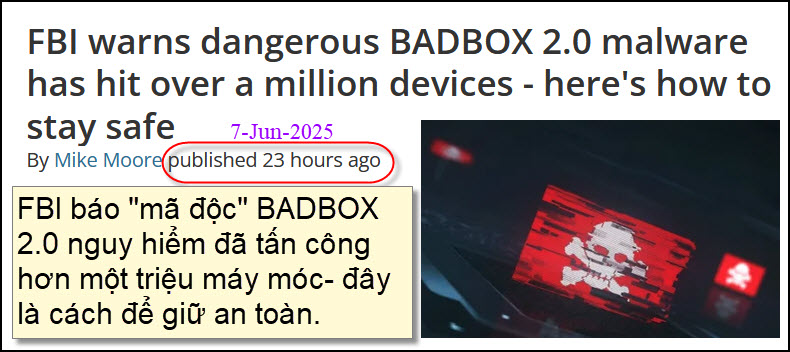 FBI warns dangerous BADBOX 2.0 malware
has hit over a million devices - here's how to
stay safe
7-Jun-2025
By Mike Moore published 23 hours ago
FBI báo "mã độc" BADBOX
2.0 nguy hiểm đã tấn công
hơn một triệu máy móc- đây
là cách để giữ an toàn.